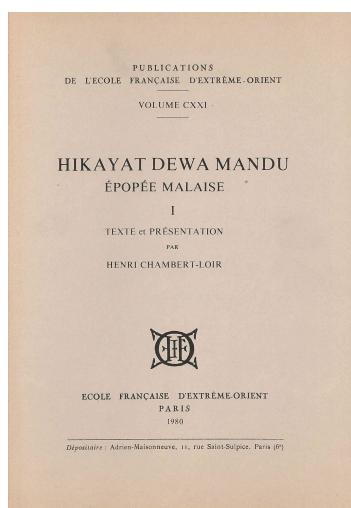 PUBLICATIONS
DE L'ECOLE FRANÇAISE D'EXTRÊME-ORIENT
VOLUME CXXI
HIKAYAT DEWA MANDU
ÉPOPÉE MALAISE
I
TEXTE et PRÉSENTATION
PAR
HENRI CHAMBERT-LOIR
ECOLE FRANÇAISE D'EXTRÊME-ORIENT
PARIS
1980
Dépositaire : Adrien-Maisonneuve, 11, rue Saint-Sulpice, Paris (6e)